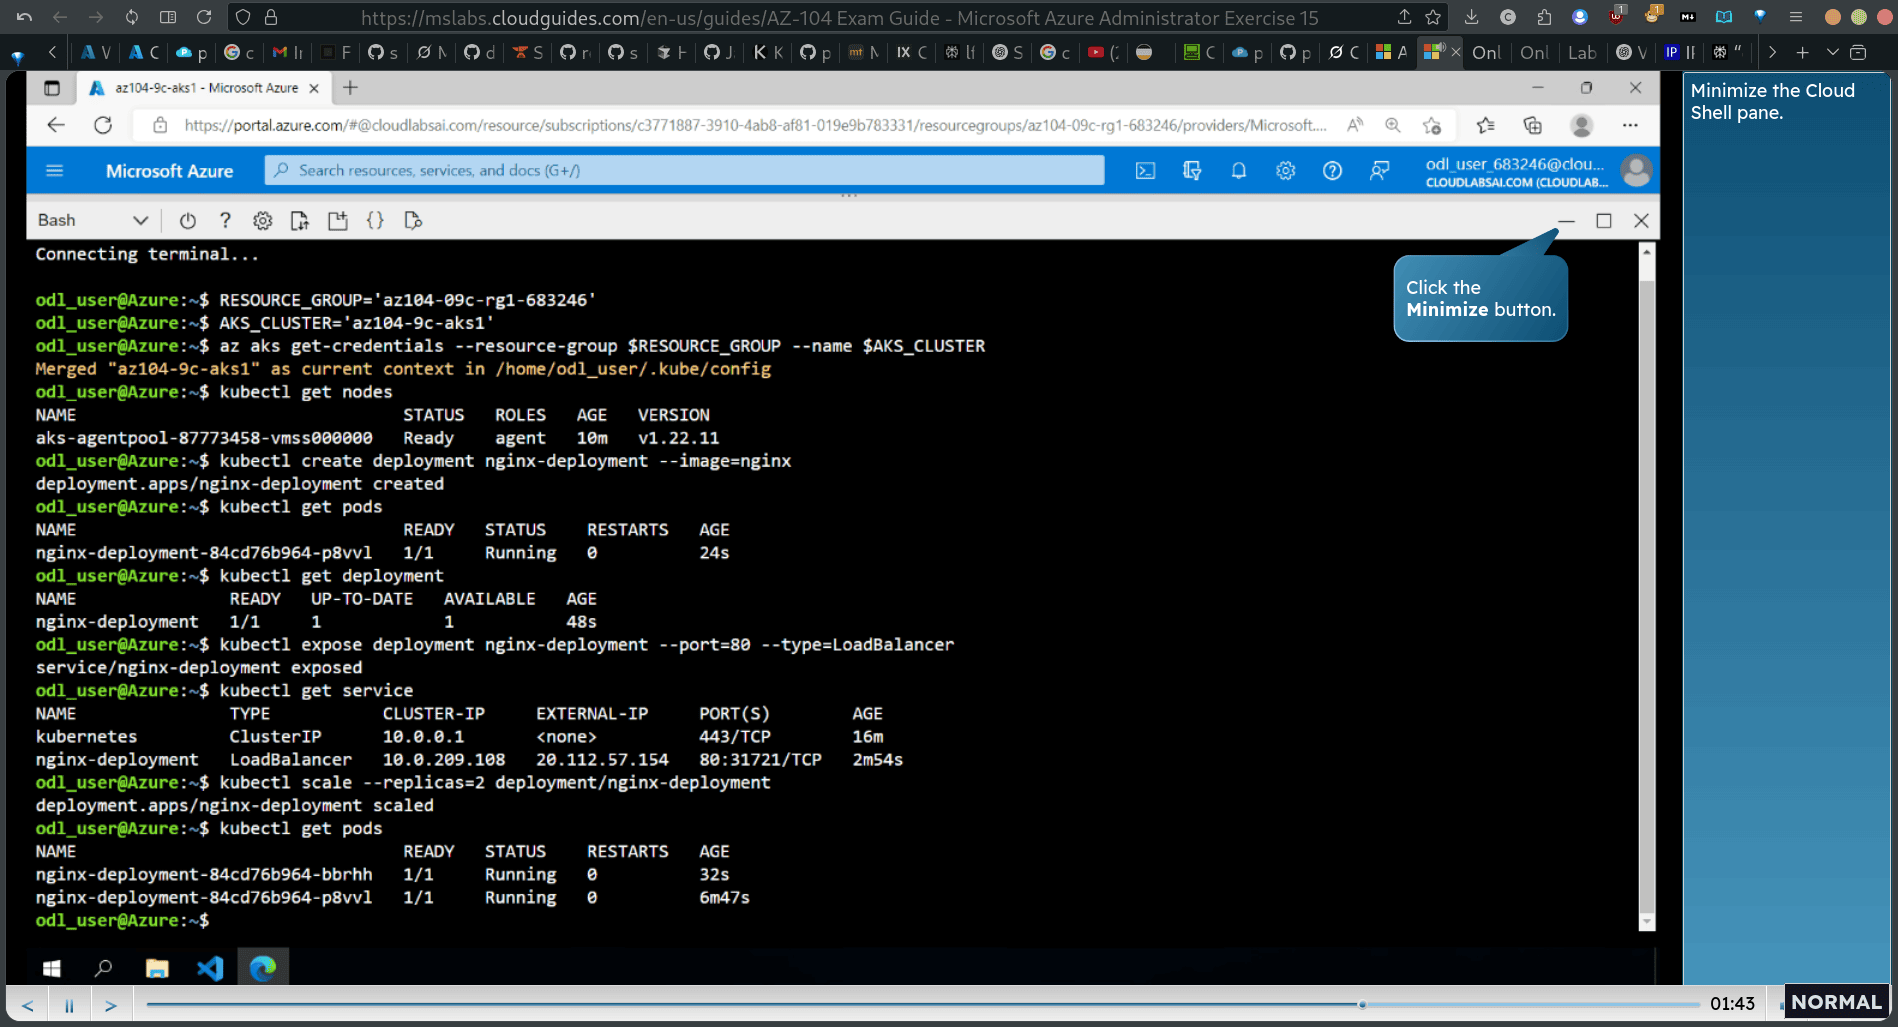 https://mslabs.cloudguides.com/en-us/guides/AZ-104 Exam Guide - Microsoft Azure Administrator Exercise 15
az104-9c-aks1 - Microsoft Azure
https://portal.azure.com/#@cloudlabsai.com/resource/subscriptions/c3771887-3910-4ab8-af81-019e9b783331/resourcegroups/az104-09c-rg1-683246/providers/Microsoft....
Microsoft Azure
Search resources, services, and docs (G+/)
odl_user_683246@clou...
CLOUDLABSAI.COM (CLOUDLAB...
Bash
Connecting terminal...
odl_user@Azure:~$ RESOURCE_GROUP='az104-09c-rg1-683246'
odl_user@Azure:~$ AKS_CLUSTER='az104-9c-aks1'
odl_user@Azure:~$ az aks get-credentials --resource-group $RESOURCE_GROUP --name $AKS_CLUSTER
Merged "az104-9c-aks1" as current context in /home/odl_user/.kube/config
odl_user@Azure:~$ kubectl get nodes
NAME STATUS ROLES AGE VERSION
aks-agentpool-87773458-vmss000000 Ready agent 10m v1.22.11
odl_user@Azure:~$ kubectl create deployment nginx-deployment --image=nginx
deployment.apps/nginx-deployment created
odl_user@Azure:~$ kubectl get pods
NAME READY STATUS RESTARTS AGE
nginx-deployment-84cd76b964-p8vvl 1/1 Running 0 24s
odl_user@Azure:~$ kubectl get deployment
NAME READY UP-TO-DATE AVAILABLE AGE
nginx-deployment 1/1 1 1 48s
odl_user@Azure:~$ kubectl expose deployment nginx-deployment --port=80 --type=LoadBalancer
service/nginx-deployment exposed
odl_user@Azure:~$ kubectl get service
NAME TYPE CLUSTER-IP EXTERNAL-IP PORT(S) AGE
kubernetes ClusterIP 10.0.0.1 <none> 443/TCP 16m
nginx-deployment LoadBalancer 10.0.209.108 20.112.57.154 80:31721/TCP 2m54s
odl_user@Azure:~$ kubectl scale --replicas=2 deployment/nginx-deployment
deployment.apps/nginx-deployment scaled
odl_user@Azure:~$ kubectl get pods
NAME READY STATUS RESTARTS AGE
nginx-deployment-84cd76b964-bbrhh 1/1 Running 0 32s
nginx-deployment-84cd76b964-p8vvl 1/1 Running 0 6m47s
odl_user@Azure:~$
Click the
Minimize button.
Minimize the Cloud
Shell pane.
01:43
NORMAL